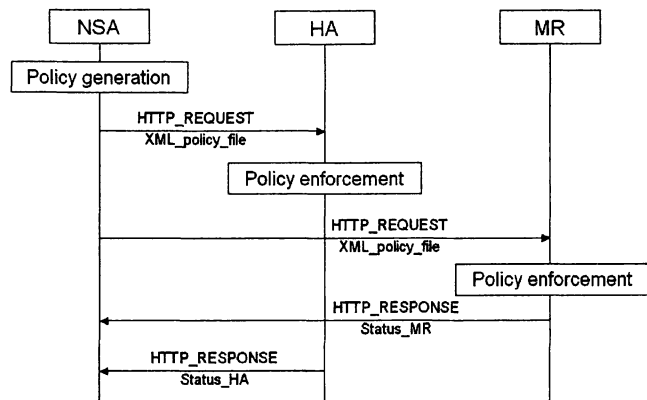 NSA
HA
MR
Policy generation
HTTP_REQUEST
XML_policy_file
Policy enforcement
HTTP_REQUEST
XML_policy_file
Policy enforcement
HTTP_RESPONSE
Status_MR
HTTP_RESPONSE
Status_HA